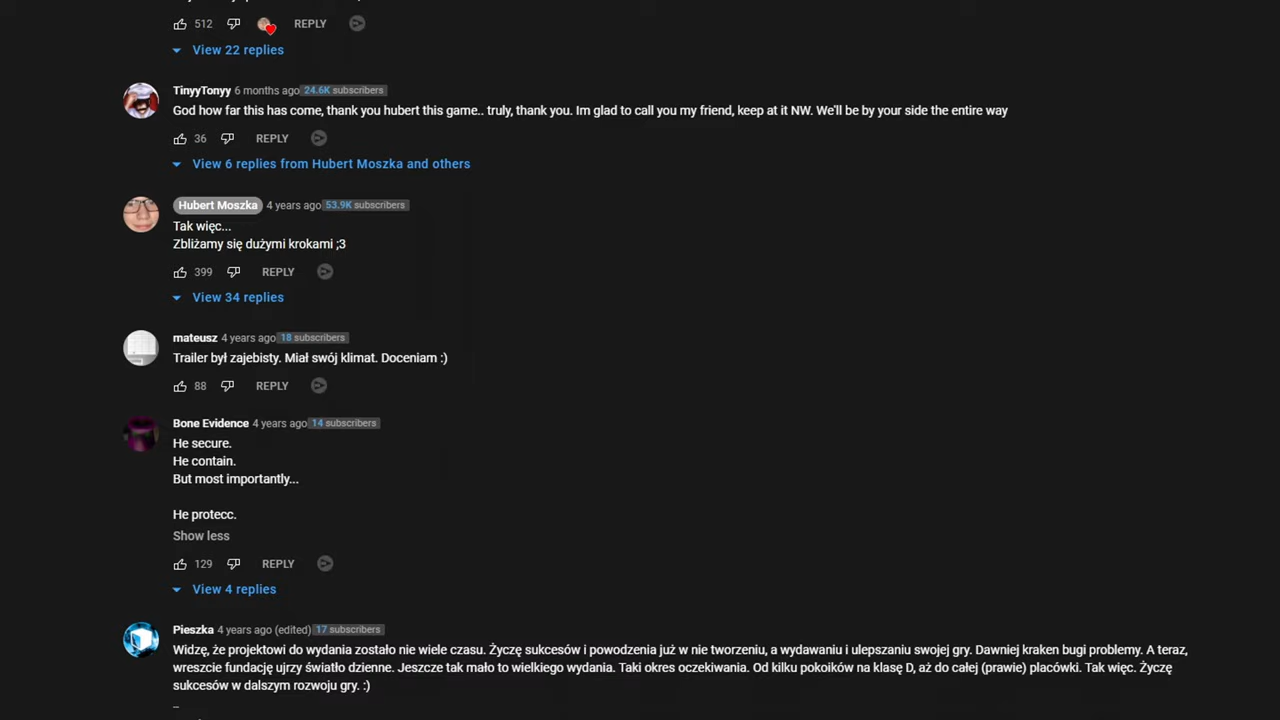 512 REPLY
View 22 replies
TinyyTonyy 6 months ago 24.6K subscribers
God how far this has come, thank you hubert this game.. truly, thank you. Im glad to call you my friend, keep at it NW. We'll be by your side the entire way
36 REPLY
View 6 replies from Hubert Moszka and others
Hubert Moszka 4 years ago 53.9K subscribers
Tak więc...
Zbliżamy się dużymi krokami ;3
399 REPLY
View 34 replies
mateusz 4 years ago 18 subscribers
Trailer był zajebisty. Miał swój klimat. Doceniam :)
88 REPLY
Bone Evidence 4 years ago 14 subscribers
He secure.
He contain.
But most importantly...
He protecc.
Show less
129 REPLY
View 4 replies
Pieszka 4 years ago (edited) 17 subscribers
Widzę, że projektowi do wydania zostało nie wiele czasu. Życzę sukcesów i powodzenia już w nie tworzeniu, a wydawaniu i ulepszaniu swojej gry. Dawniej kraken bugi problemy. A teraz,
wreszcie fundację ujrzy światło dzienne. Jeszcze tak mało to wielkiego wydania. Taki okres oczekiwania. Od kilku pokoików na klasę D, aż do całej (prawie) placówki. Tak więc. Życzę
sukcesów w dalszym rozwoju gry. :)